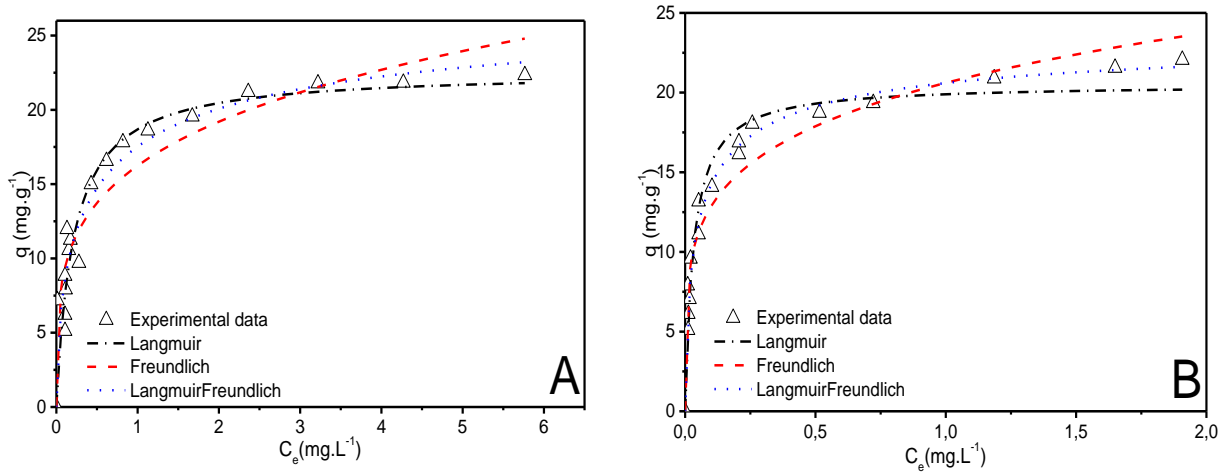 25
20
15
10
5
0
q (mg.g⁻¹)
Experimental data
Langmuir
Freundlich
LangmuirFreundlich
A
0 1 2 3 4 5 6
Cₑ(mg.L⁻¹)
25
20
15
10
5
0
q (mg.g⁻¹)
Experimental data
Langmuir
Freundlich
LangmuirFreundlich
B
0,0 0,5 1,0 1,5 2,0
Cₑ(mg.L⁻¹)